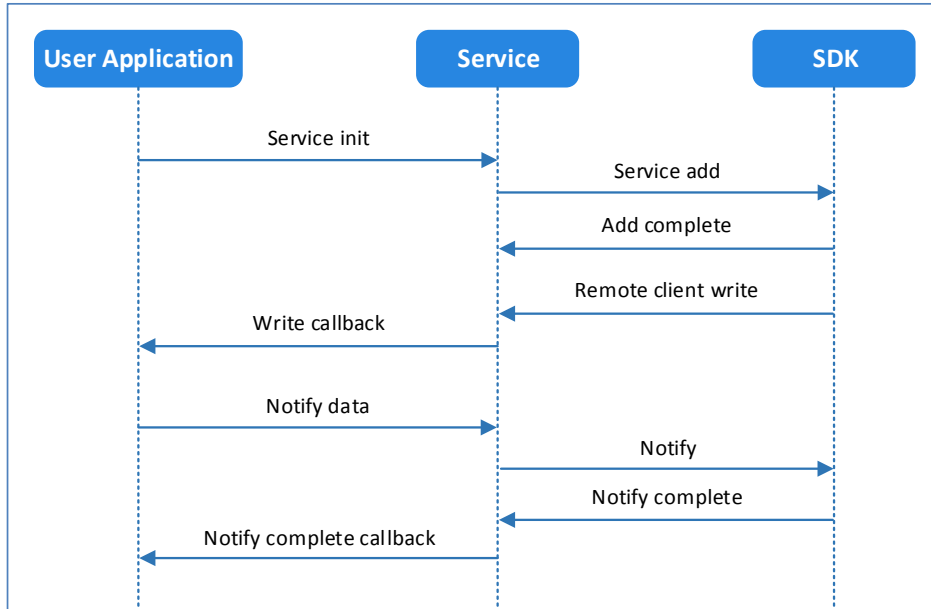 User Application
Service
SDK
Service init
Service add
Add complete
Remote client write
Write callback
Notify data
Notify
Notify complete
Notify complete callback